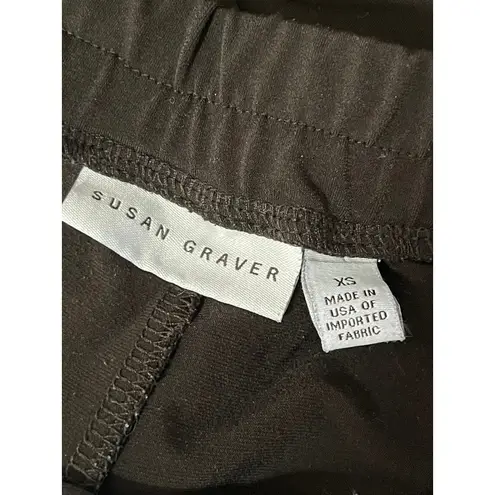 SUSAN GRAVER
XS
MADE IN
USA OF
IMPORTED
FABRIC